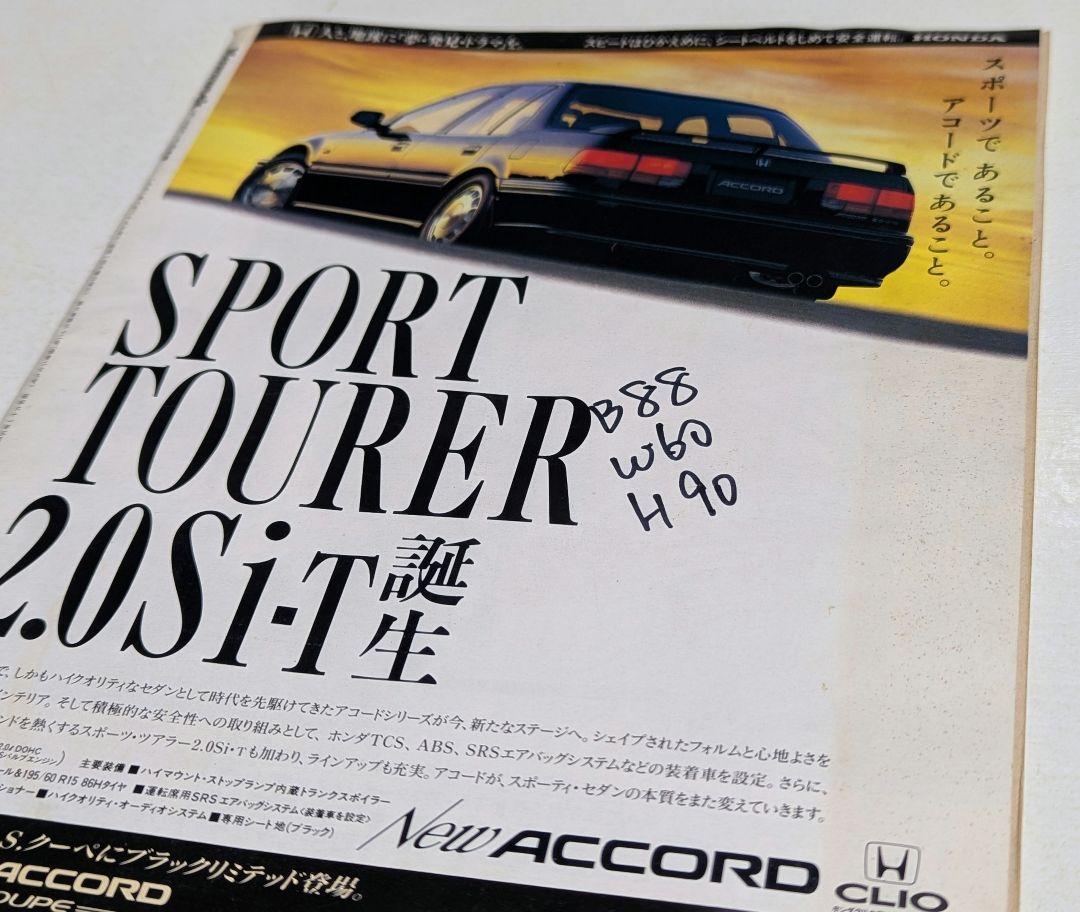 スピードはひかえめに、シートベルトをしめて安全運転。 HONDA
スポーツであること。
アコードであること。
ACCORD
SPORT
TOURER
2.0Si-T
誕生
B88
W60
H90
で、しかもハイクオリティなセダンとして時代を先駆けてきたアコードシリーズが今、新たなステージへ。シェイプされたフォルムと心地よさを
ンテリア。そして積極的な安全性への取り組みとして、ホンダTCS、ABS、SRSエアバッグシステムなどの装着車を設定。さらに、
ンドを熱くするスポーツ・ツアラー2.0Si・Tも加わり、ラインアップも充実。アコードが、スポーティ・セダンの本質をまた変えていきます。
2.0ℓ DOHC
主要装備 ■ハイマウント・ストップランプ内蔵トランクスポイラー
ール&195/60 R15 86Hタイヤ ■運転席用SRSエアバッグシステム〈装着車を設定〉
ショナー ■ハイクオリティ・オーディオシステム ■専用シート地(ブラック)
New ACCORD
CLIO
S.クーペにブラックリミテッド登場。
ACCORD
OUPE